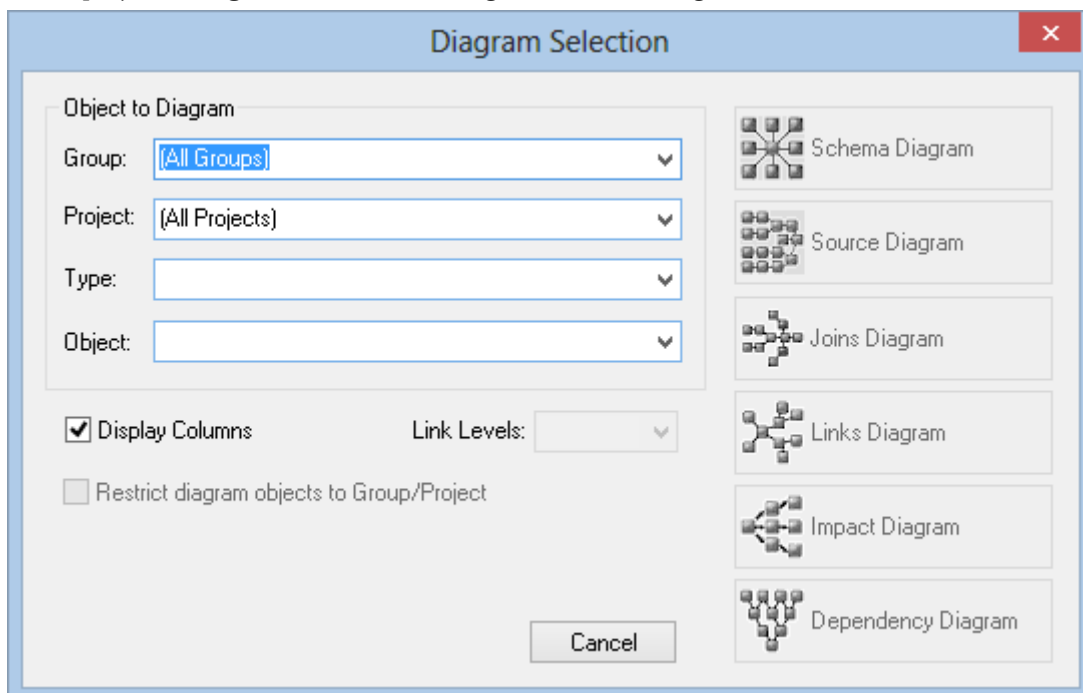 Diagram Selection
Object to Diagram
Group: (All Groups)
Project: (All Projects)
Type:
Object:
Display Columns
Link Levels:
Restrict diagram objects to Group/Project
Cancel
Schema Diagram
Source Diagram
Joins Diagram
Links Diagram
Impact Diagram
Dependency Diagram